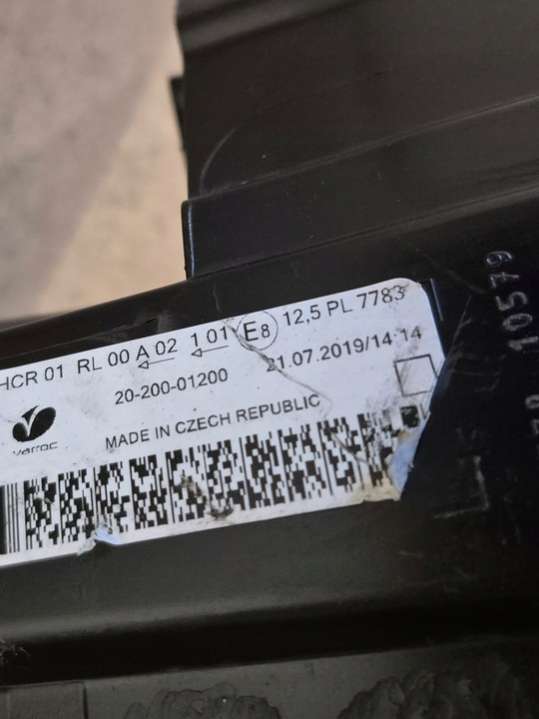 HCR 01 RL 00 A 02 1 01 E8 12,5 PL 7783
20-200-01200 21.07.2019/14:14
varroc
MADE IN CZECH REPUBLIC
10579